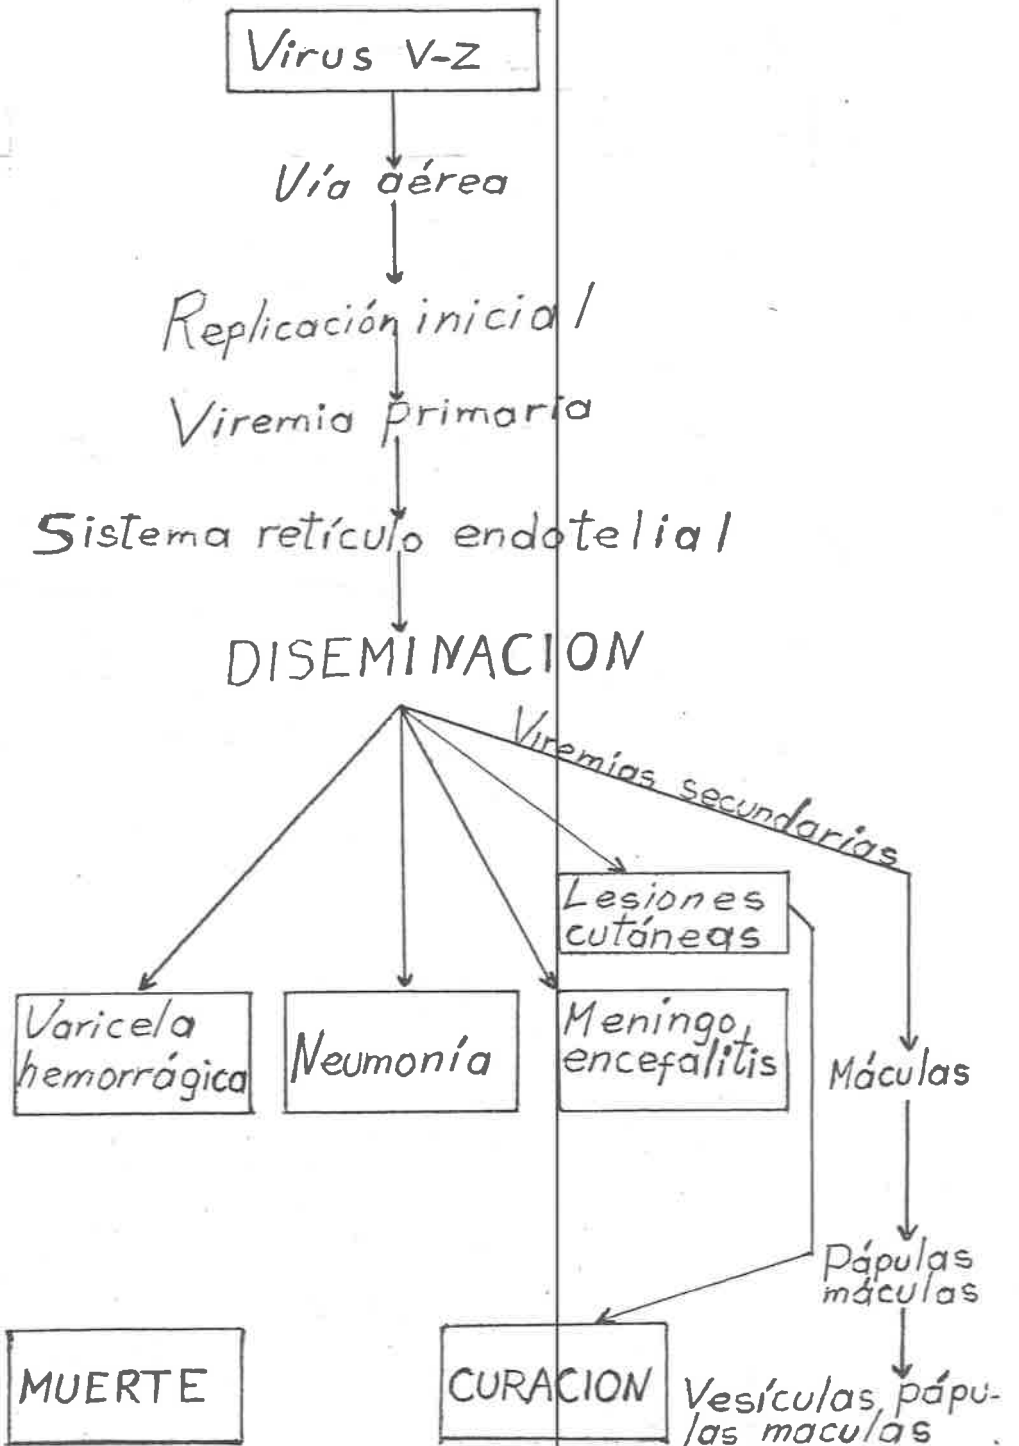 Virus V-Z
Vía aérea
Replicación inicial
Viremia primaria
Sistema retículo endotelial
DISEMINACION
Viremias secundarias
Lesiones
cutáneas
Varicela
hemorrágica
Neumonía
Meningo,
encefalitis
Máculas
Pápulas
máculas
MUERTE
CURACION
Vesículas, pápu-
las maculas